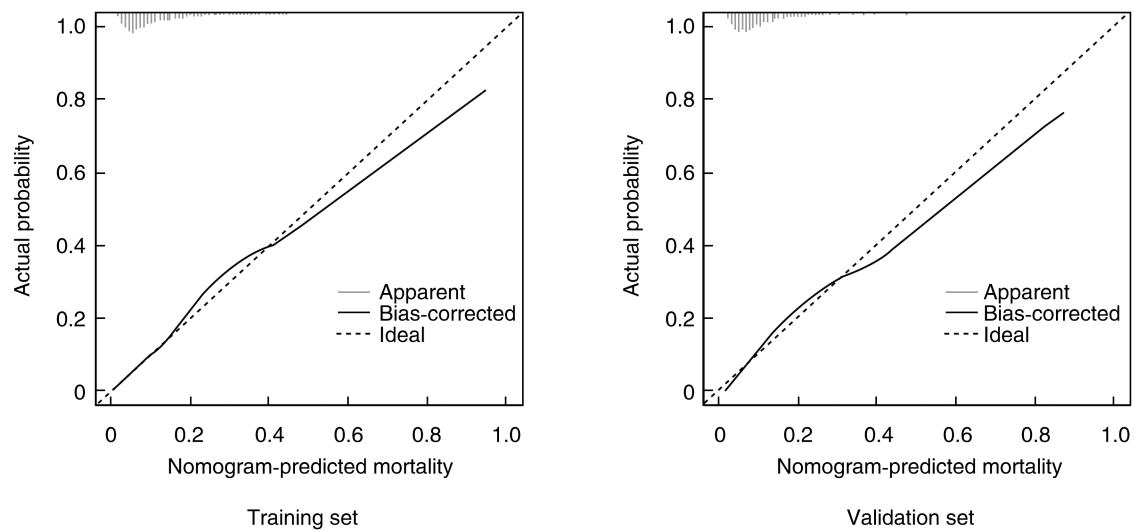 1.0
0.8
0.6
0.4
0.2
0
Actual probability
Apparent
Bias-corrected
Ideal
0 0.2 0.4 0.6 0.8 1.0
Nomogram-predicted mortality
Training set
1.0
0.8
0.6
0.4
0.2
0
Actual probability
Apparent
Bias-corrected
Ideal
0 0.2 0.4 0.6 0.8 1.0
Nomogram-predicted mortality
Validation set